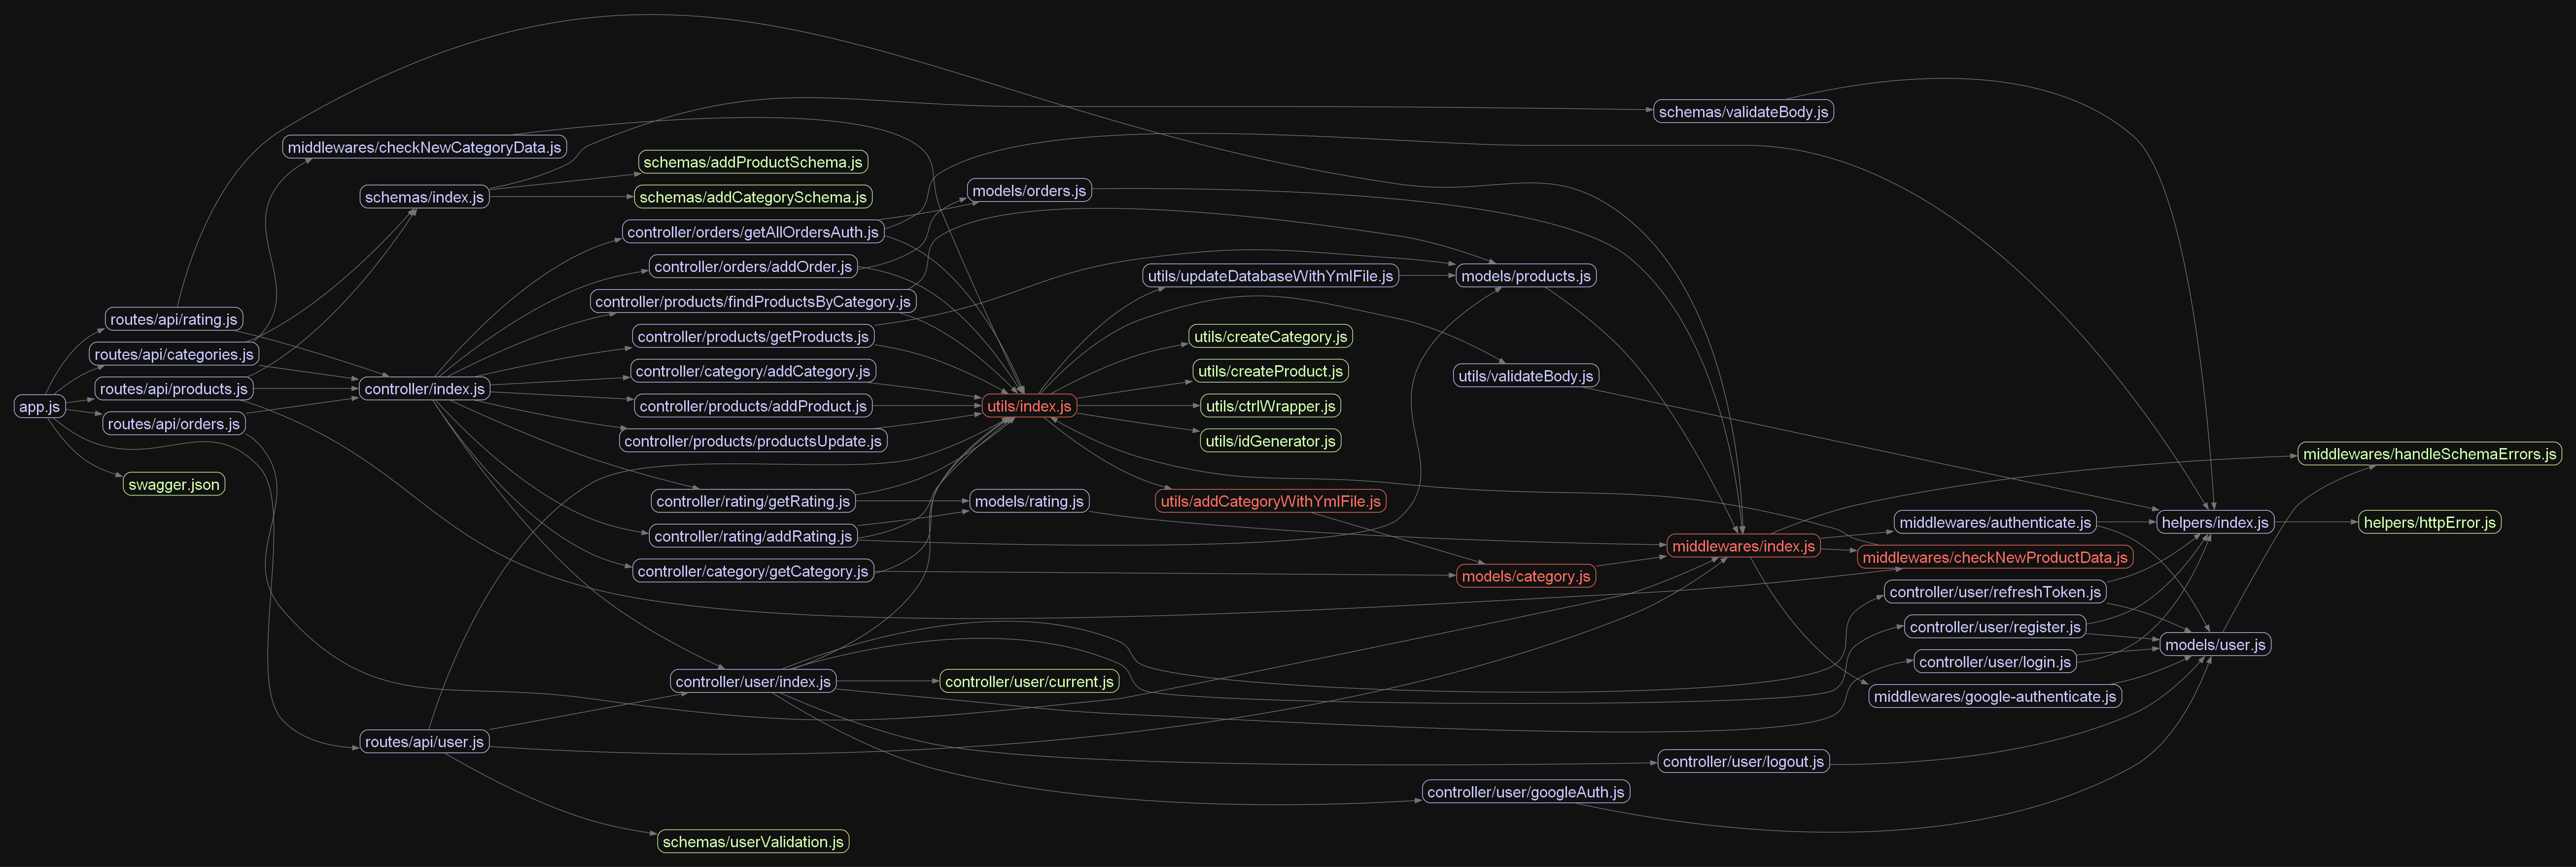 app.js
routes/api/rating.js
routes/api/categories.js
routes/api/products.js
routes/api/orders.js
swagger.json
middlewares/checkNewCategoryData.js
schemas/index.js
controller/index.js
routes/api/user.js
schemas/addProductSchema.js
schemas/addCategorySchema.js
controller/orders/getAllOrdersAuth.js
controller/orders/addOrder.js
controller/products/findProductsByCategory.js
controller/products/getProducts.js
controller/category/addCategory.js
controller/products/addProduct.js
controller/products/productsUpdate.js
controller/rating/getRating.js
controller/rating/addRating.js
controller/category/getCategory.js
controller/user/index.js
schemas/userValidation.js
models/orders.js
utils/index.js
models/rating.js
controller/user/current.js
utils/updateDatabaseWithYmlFile.js
utils/createCategory.js
utils/createProduct.js
utils/ctrlWrapper.js
utils/idGenerator.js
utils/addCategoryWithYmlFile.js
models/products.js
utils/validateBody.js
models/category.js
controller/user/googleAuth.js
schemas/validateBody.js
middlewares/index.js
controller/user/logout.js
middlewares/authenticate.js
middlewares/checkNewProductData.js
controller/user/refreshToken.js
controller/user/register.js
controller/user/login.js
middlewares/google-authenticate.js
helpers/index.js
models/user.js
middlewares/handleSchemaErrors.js
helpers/httpError.js